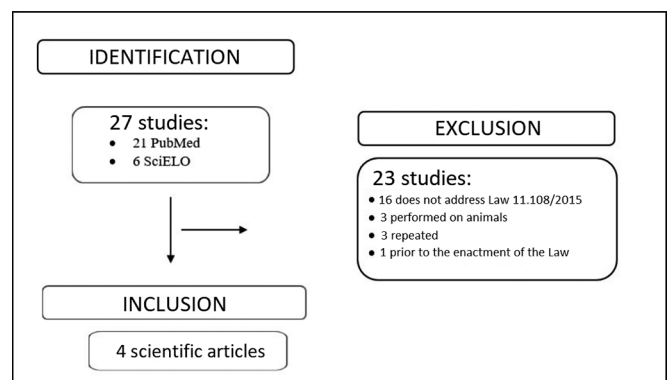 IDENTIFICATION
27 studies:
• 21 PubMed
• 6 SciELO
EXCLUSION
23 studies:
• 16 does not address Law 11.108/2015
• 3 performed on animals
• 3 repeated
• 1 prior to the enactment of the Law
INCLUSION
4 scientific articles